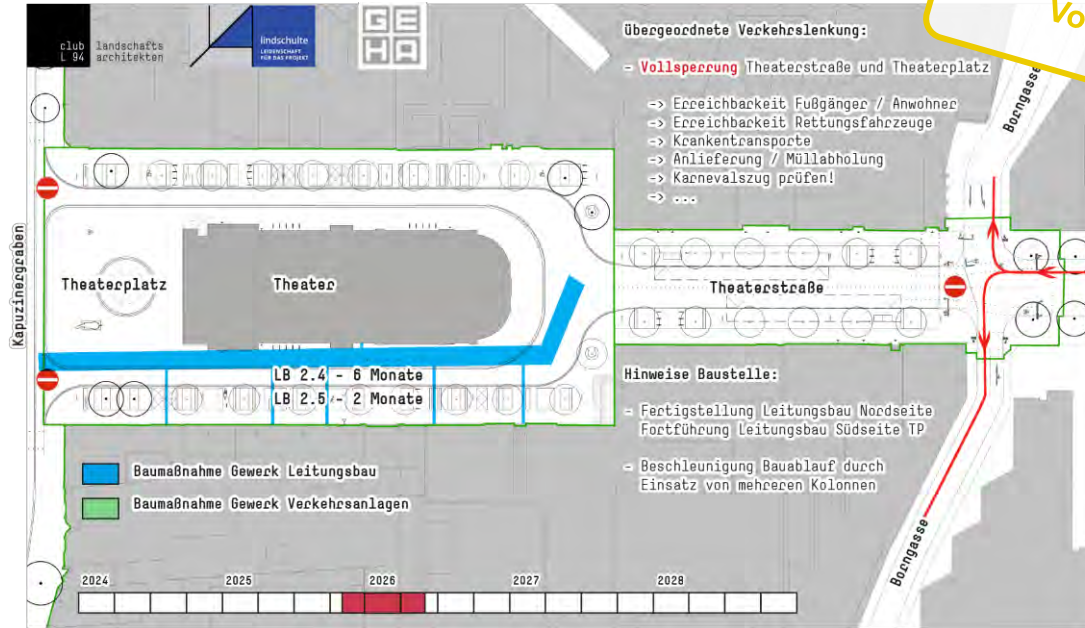 club
L 94
landschafts
architekten
lindschulte
LEIDENSCHAFT
FÜR DAS PROJEKT
GE
HA
Vo
übergeordnete Verkehrslenkung:
- Vollsperrung Theaterstraße und Theaterplatz
-> Erreichbarkeit Fußgänger / Anwohner
-> Erreichbarkeit Rettungsfahrzeuge
-> Krankentransporte
-> Anlieferung / Müllabholung
-> Karnevalszug prüfen!
-> ...
Borngasse
Kapuzinergraben
Theaterplatz
Theater
Theaterstraße
LB 2.4 - 6 Monate
LB 2.5 - 2 Monate
Hinweise Baustelle:
- Fertigstellung Leitungsbau Nordseite
Fortführung Leitungsbau Südseite TP
- Beschleunigung Bauablauf durch
Einsatz von mehreren Kolonnen
Borngasse
Baumaßnahme Gewerk Leitungsbau
Baumaßnahme Gewerk Verkehrsanlagen
2024 2025 2026 2027 2028